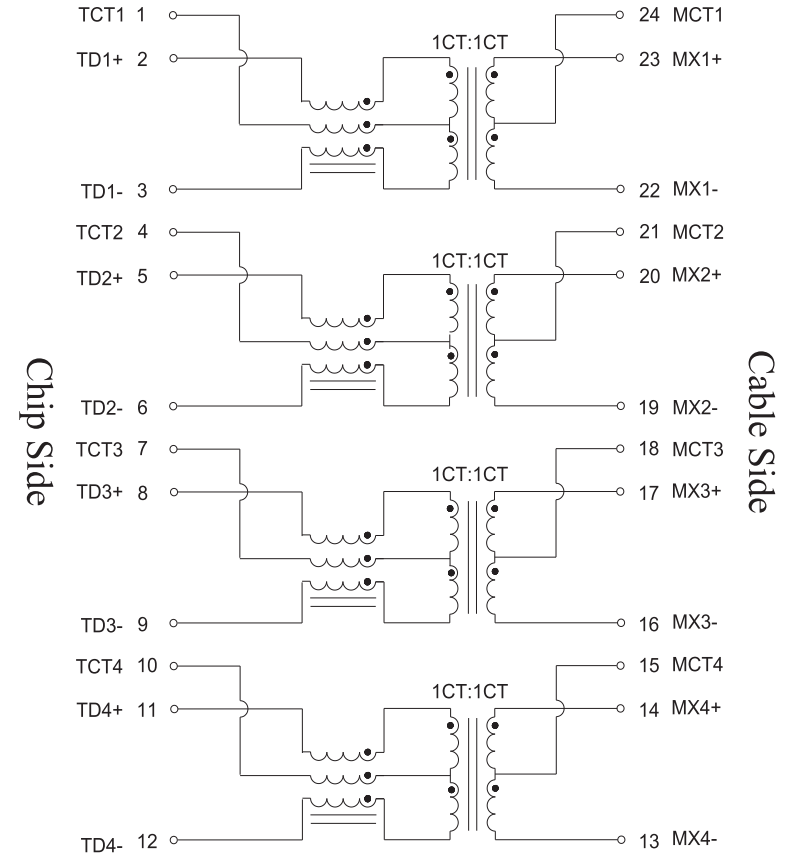 TCT1 1
24 MCT1
1CT:1CT
TD1+ 2
23 MX1+
TD1- 3
22 MX1-
TCT2 4
21 MCT2
1CT:1CT
TD2+ 5
20 MX2+
TD2- 6
19 MX2-
Chip Side
Cable Side
TCT3 7
18 MCT3
1CT:1CT
TD3+ 8
17 MX3+
TD3- 9
16 MX3-
TCT4 10
15 MCT4
1CT:1CT
TD4+ 11
14 MX4+
TD4- 12
13 MX4-